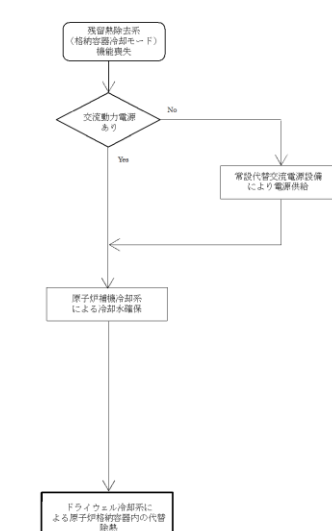 残留熱除去系
（格納容器冷却モード）
機能喪失
交流動力電源
あり
No
Yes
常設代替交流電源設備
により電源供給
原子炉補機冷却系
による冷却水確保
ドライウェル冷却系に
よる原子炉格納容器内の代替
除熱